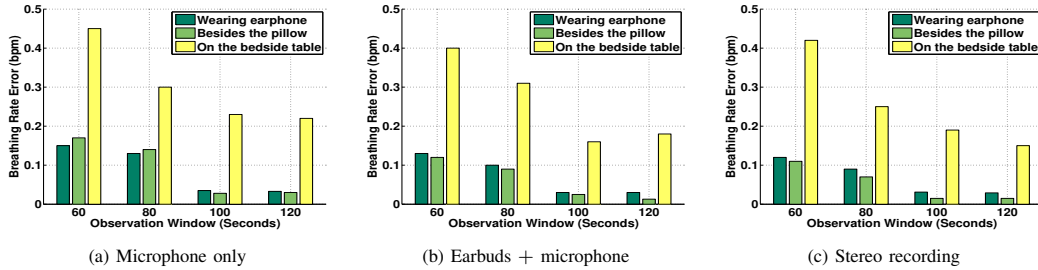 0.5
0.4
0.3
0.2
0.1
0
Breathing Rate Error (bpm)
Wearing earphone
Besides the pillow
On the bedside table
60 80 100 120
Observation Window (Seconds)
(a) Microphone only
0.5
0.4
0.3
0.2
0.1
0
Breathing Rate Error (bpm)
Wearing earphone
Besides the pillow
On the bedside table
60 80 100 120
Observation Window (Seconds)
(b) Earbuds + microphone
0.5
0.4
0.3
0.2
0.1
0
Breathing Rate Error (bpm)
Wearing earphone
Besides the pillow
On the bedside table
60 80 100 120
Observation Window (Seconds)
(c) Stereo recording